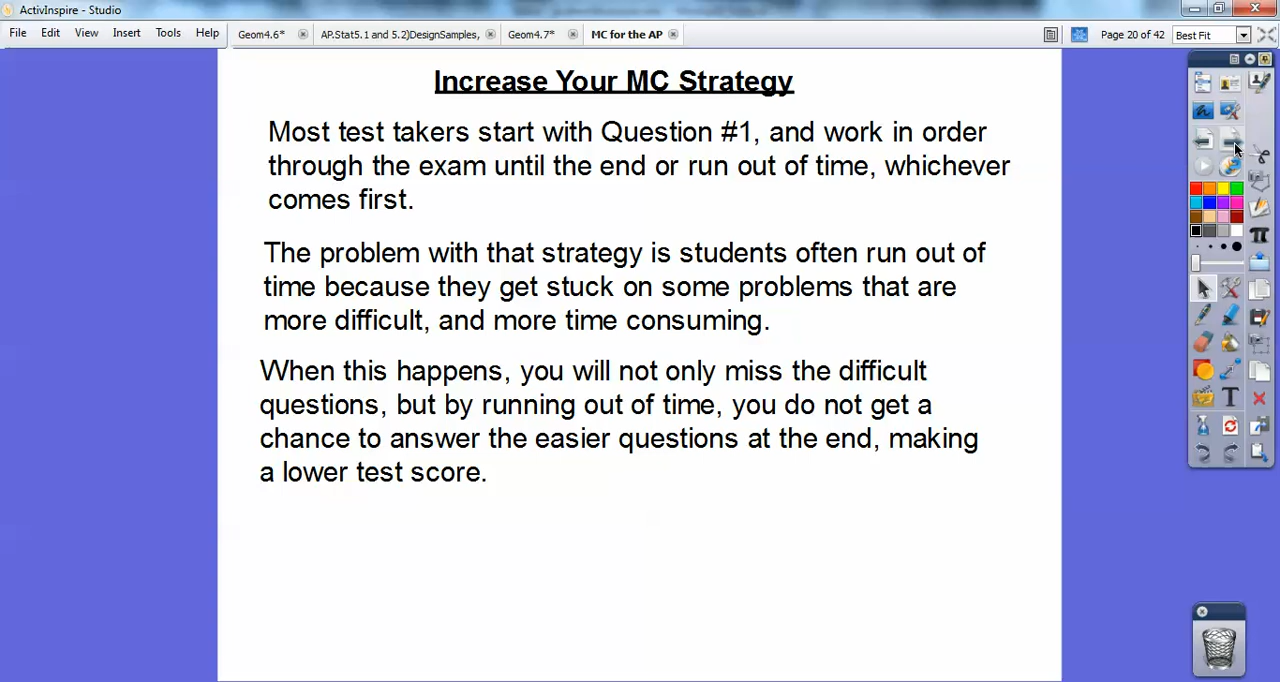 ActivInspire - Studio
File Edit View Insert Tools Help Geom4.6* AP.Stat5.1 and 5.2)DesignSamples, Geom4.7* MC for the AP Page 20 of 42 Best Fit
Increase Your MC Strategy
Most test takers start with Question #1, and work in order
through the exam until the end or run out of time, whichever
comes first.
The problem with that strategy is students often run out of
time because they get stuck on some problems that are
more difficult, and more time consuming.
When this happens, you will not only miss the difficult
questions, but by running out of time, you do not get a
chance to answer the easier questions at the end, making
a lower test score.